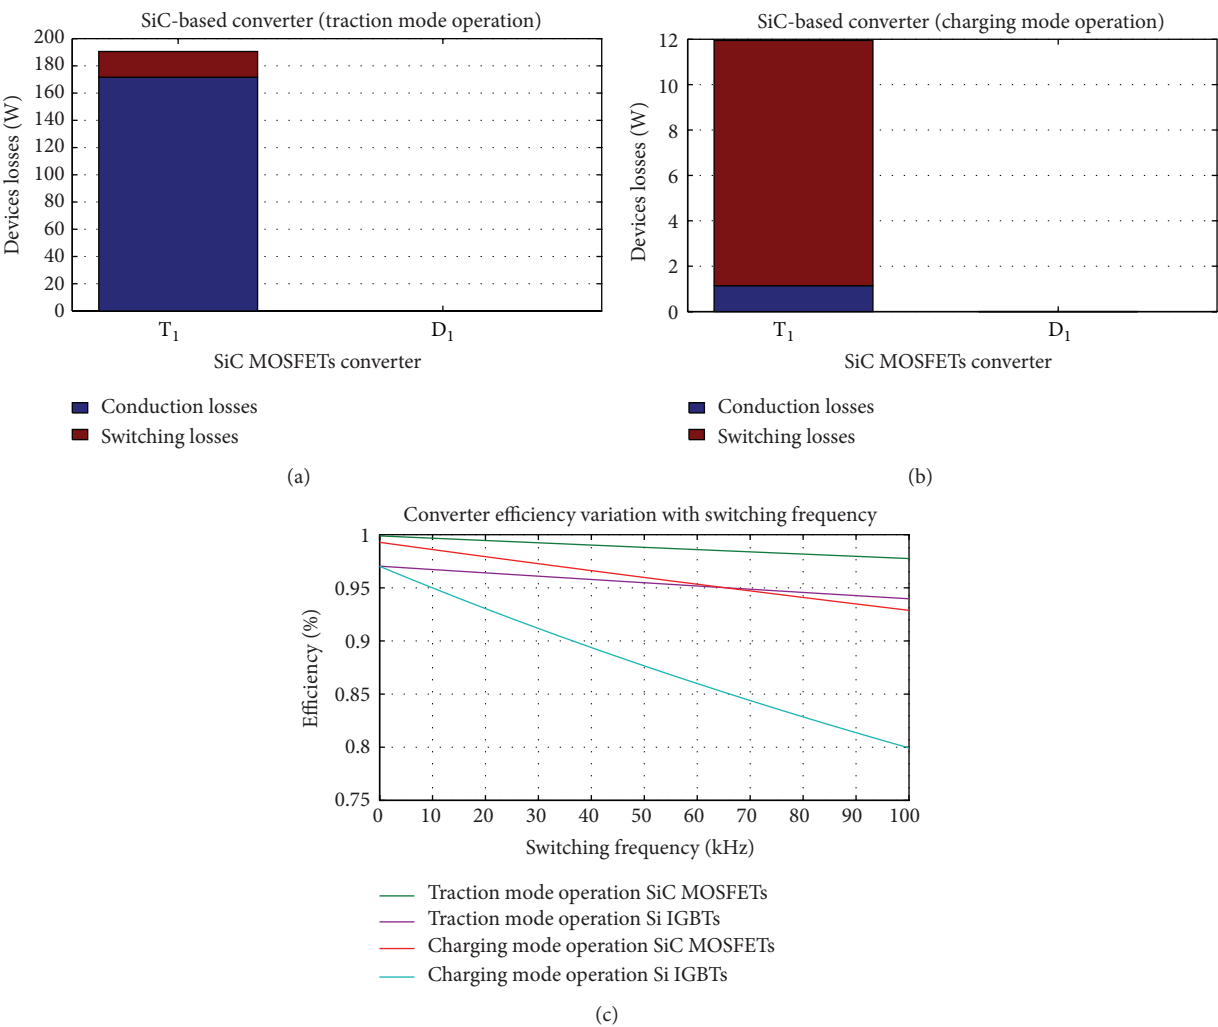 SiC-based converter (traction mode operation)
200
180
160
140
120
100
80
60
40
20
0
Devices losses (W)
T1
D1
SiC MOSFETs converter
Conduction losses
Switching losses
(a)
SiC-based converter (charging mode operation)
12
10
8
6
4
2
0
Devices losses (W)
T1
D1
SiC MOSFETs converter
Conduction losses
Switching losses
(b)
Converter efficiency variation with switching frequency
1
0.95
0.9
0.85
0.8
0.75
Efficiency (%)
0 10 20 30 40 50 60 70 80 90 100
Switching frequency (kHz)
Traction mode operation SiC MOSFETs
Traction mode operation Si IGBTs
Charging mode operation SiC MOSFETs
Charging mode operation Si IGBTs
(c)